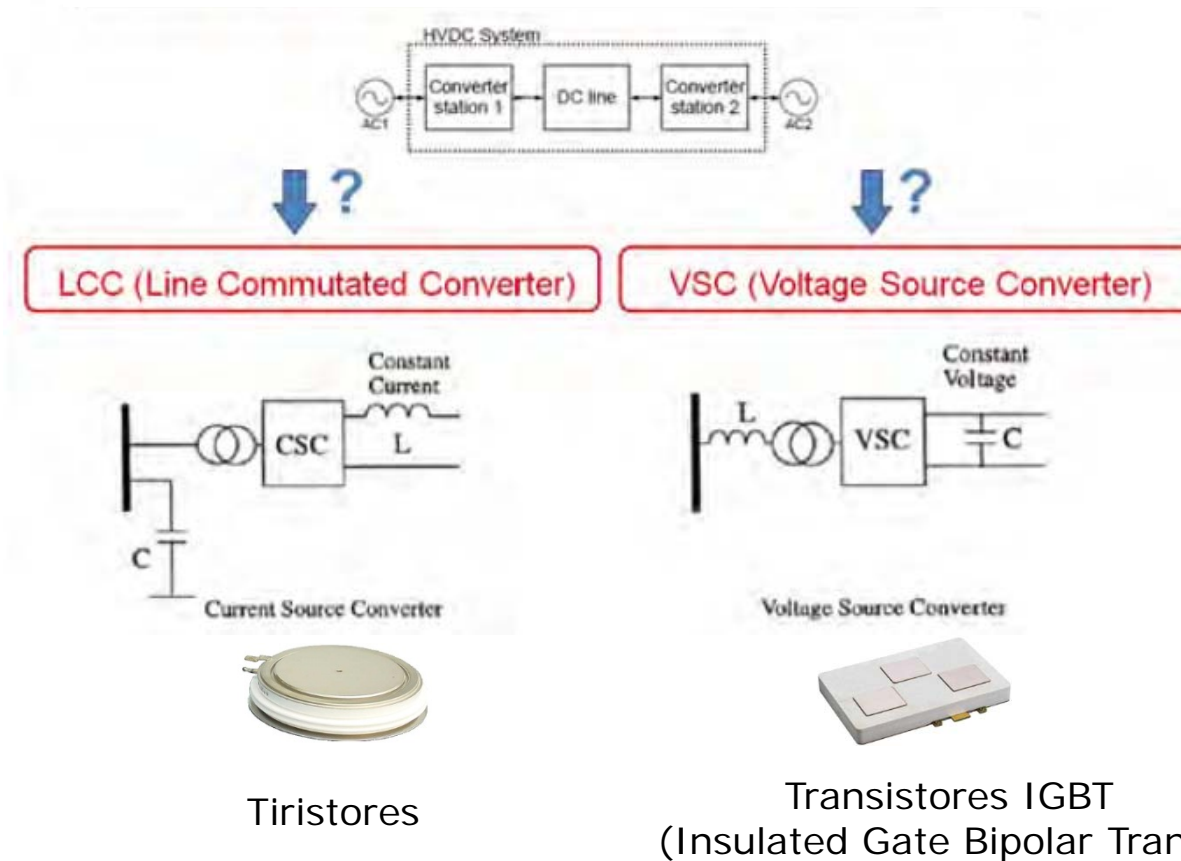 HVDC System
Converter
station 1
DC line
Converter
station 2
AC1
AC2
?
?
LCC (Line Commutated Converter)
VSC (Voltage Source Converter)
Constant
Current
CSC
L
C
Current Source Converter
Constant
Voltage
L
VSC
C
Voltage Source Converter
Tiristores
Transistores IGBT
(Insulated Gate Bipolar Tran